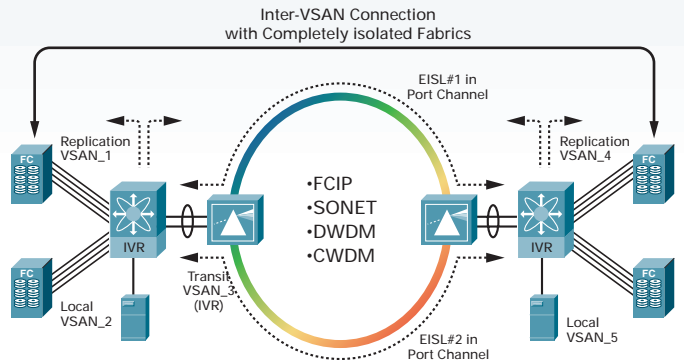 Inter-VSAN Connection
with Completely isolated Fabrics
EISL#1 in
Port Channel
Replication
VSAN_1
Replication
VSAN_4
FC
FC
•FCIP
•SONET
•DWDM
•CWDM
IVR
IVR
FC
FC
Transit
VSAN_3
(IVR)
Local
VSAN_2
Local
VSAN_5
EISL#2 in
Port Channel